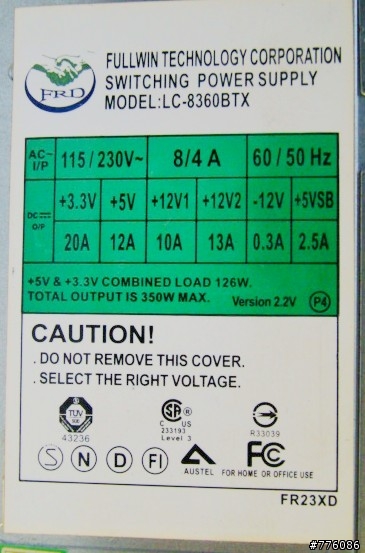 FRD
FULLWIN TECHNOLOGY CORPORATION
SWITCHING POWER SUPPLY
MODEL:LC-8360BTX
AC~ I/P 115/230V~ 8/4 A 60/50 Hz
DC O/P +3.3V +5V +12V1 +12V2 -12V +5VSB
20A 12A 10A 13A 0.3A 2.5A
+5V & +3.3V COMBINED LOAD 126W.
TOTAL OUTPUT IS 350W MAX. Version 2.2V P4
CAUTION!
. DO NOT REMOVE THIS COVER.
. SELECT THE RIGHT VOLTAGE.
TÜV
43236
SA ®
C US
233193
Level 3
R33039
S N D FI
AUSTEL
FC
FOR HOME OR OFFICE USE
FR23XD
#776086